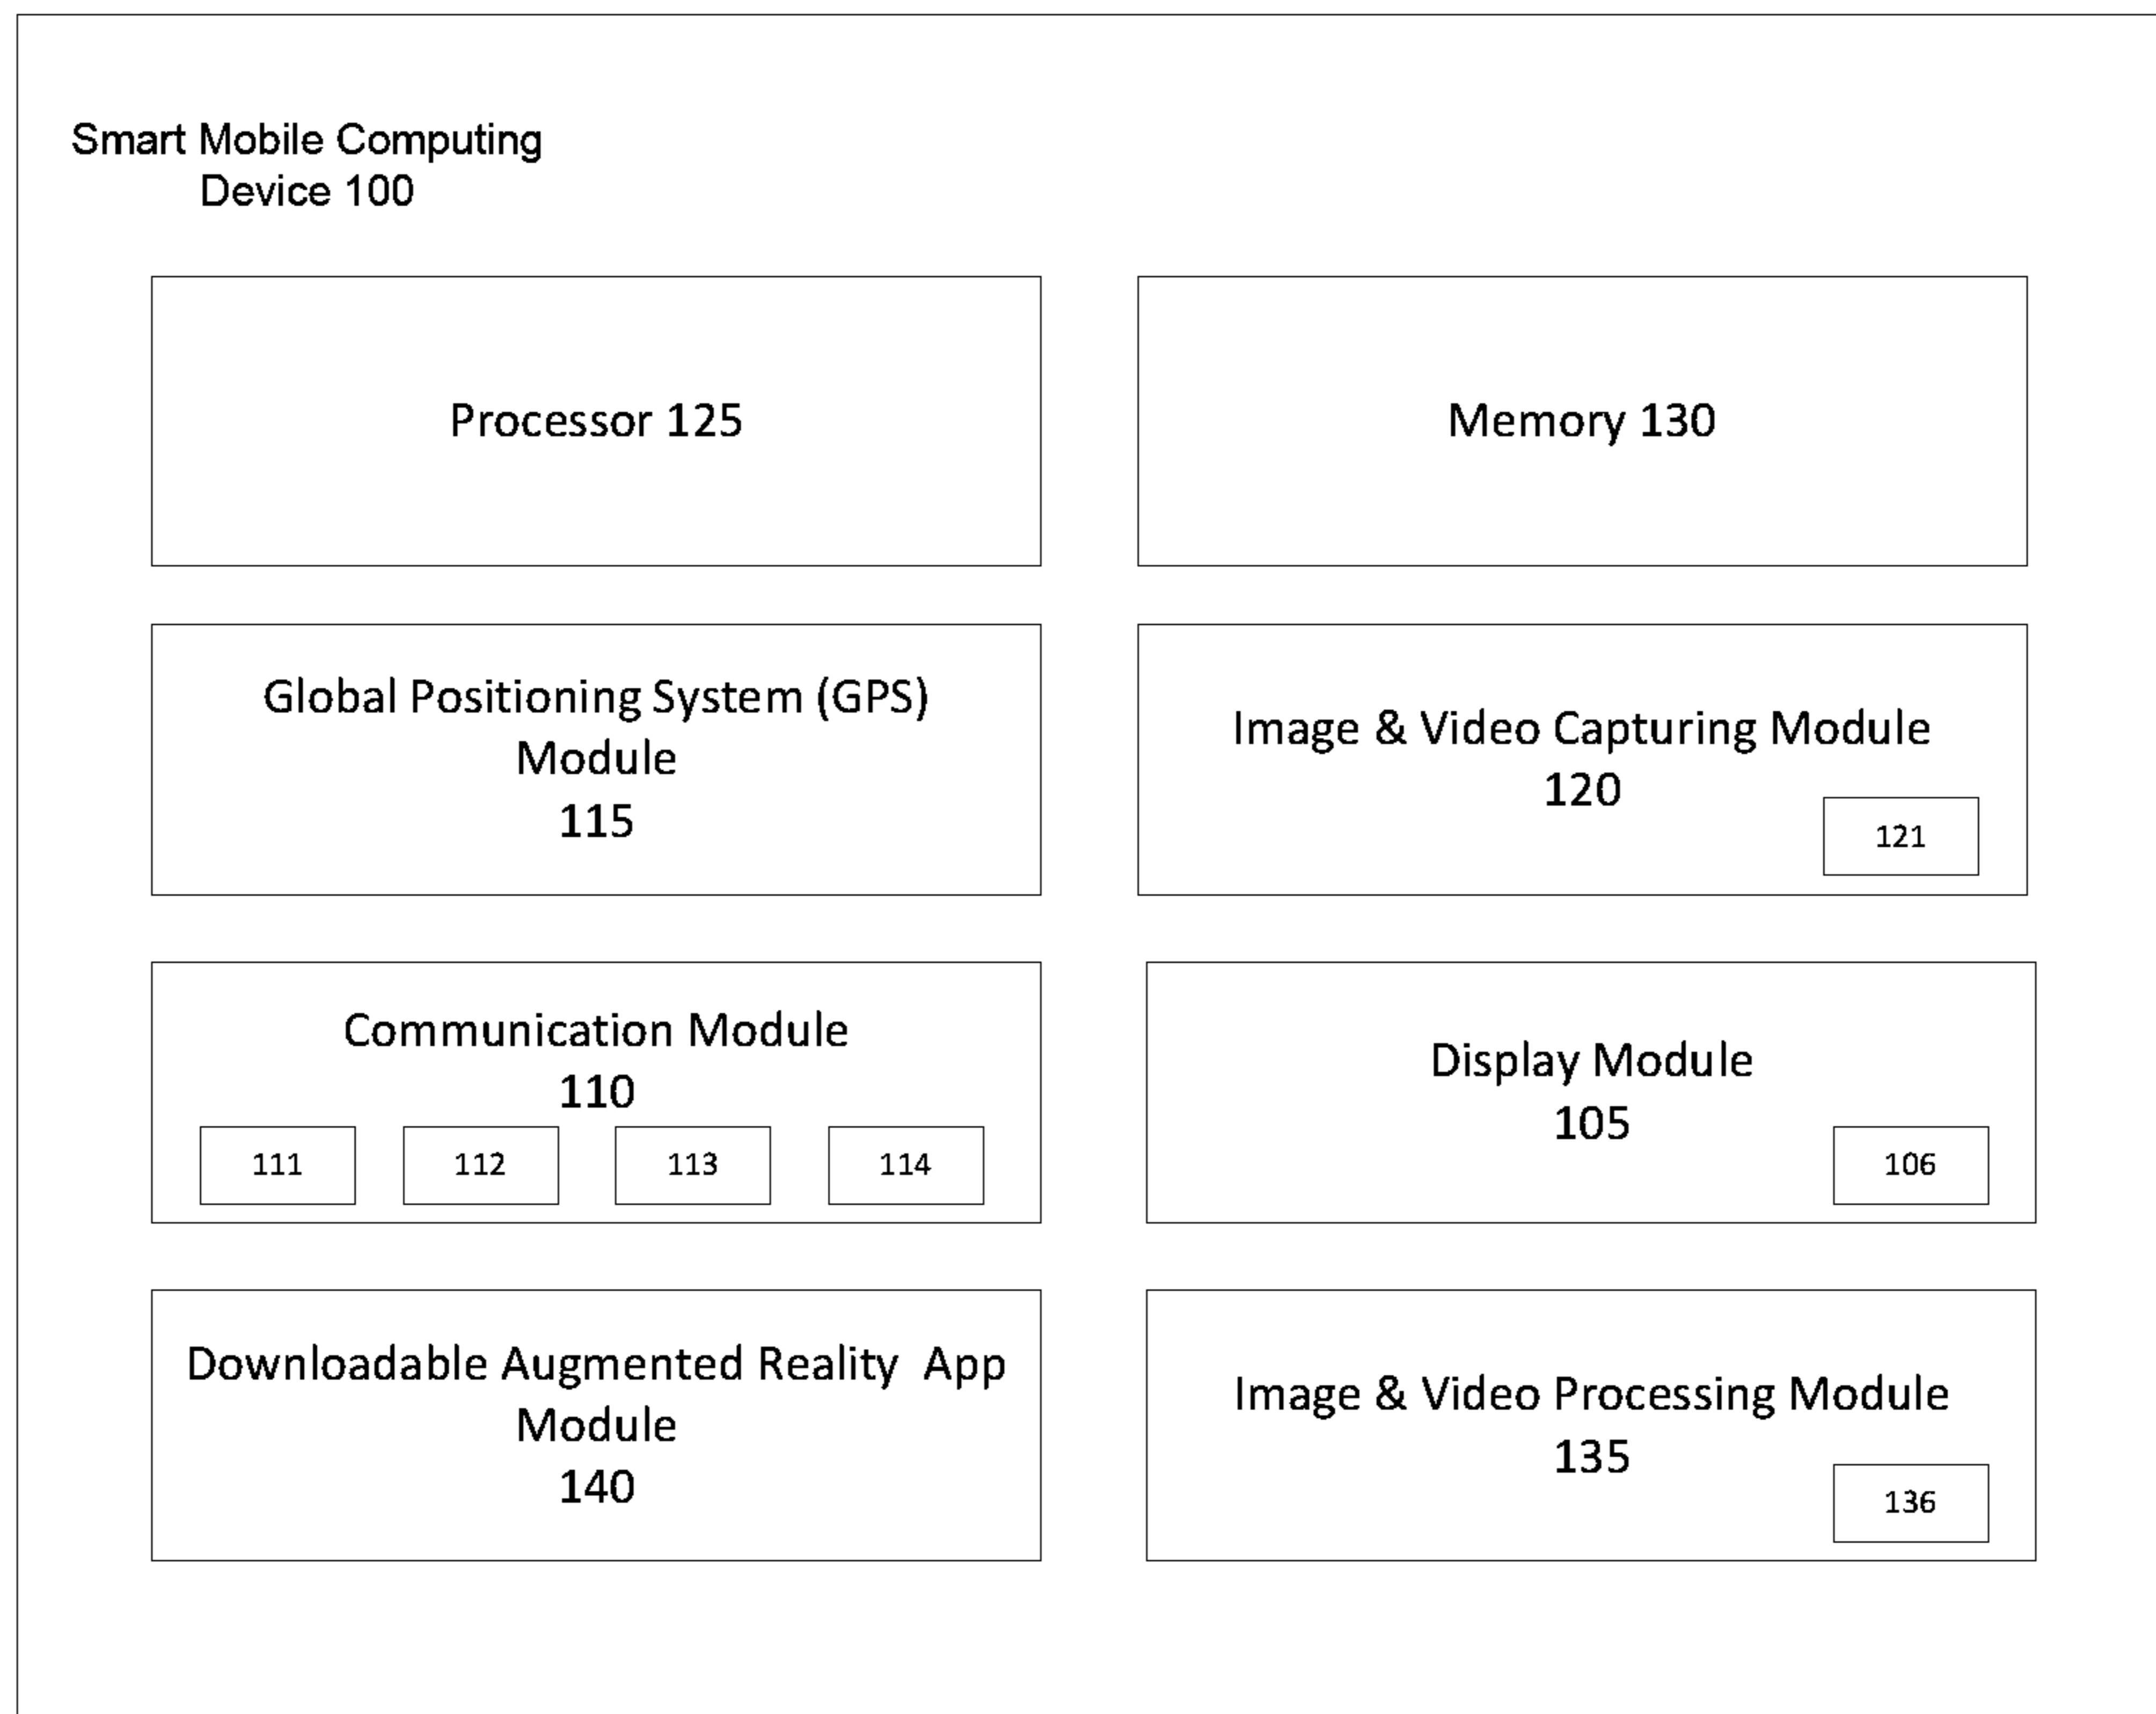 Smart Mobile Computing
Device 100
Processor 125
Memory 130
Global Positioning System (GPS)
Module
115
Image & Video Capturing Module
120
121
Communication Module
110
111
112
113
114
Display Module
105
106
Downloadable Augmented Reality  App
Module
140
Image & Video Processing Module
135
136